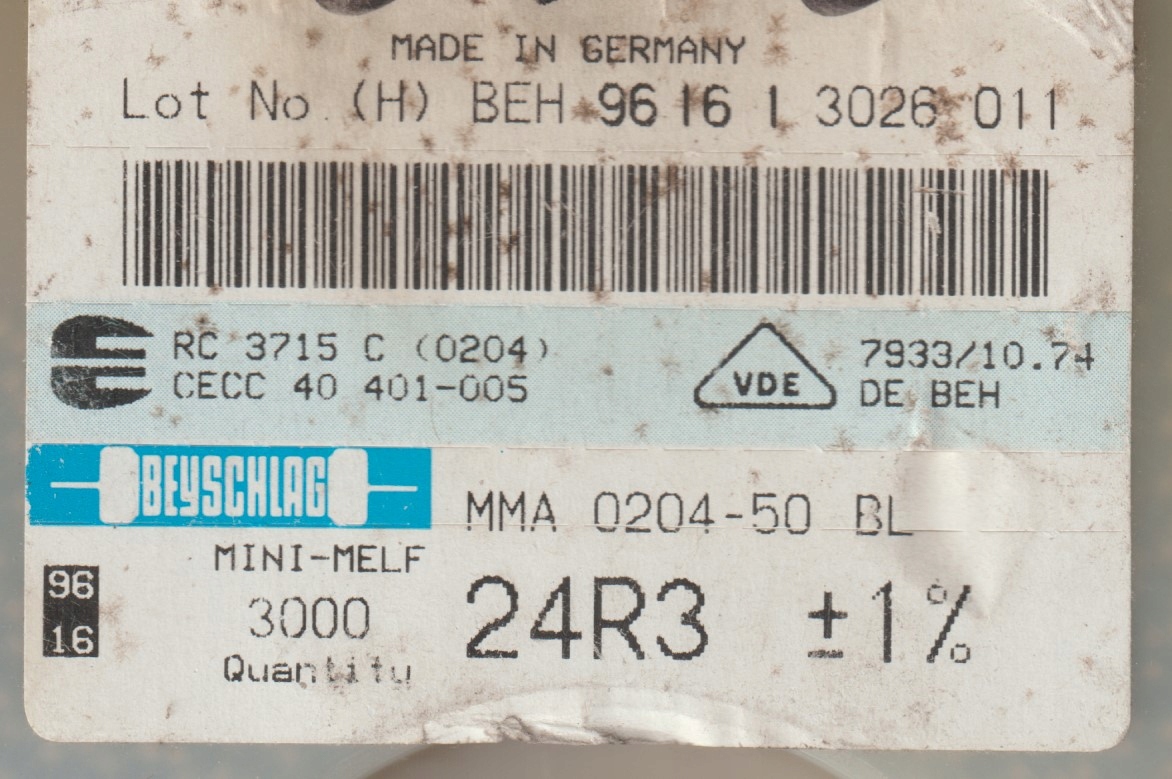 MADE IN GERMANY
Lot No (H) BEH 96 16 1 3026 011
RC 3715 C (0204)
CECC 40 401-005
VDE
7933/10.74
DE BEH
BEYSCHLAG
MMA 0204-50 BL
MINI-MELF
96
16
3000
Quantity
24R3 ±1%